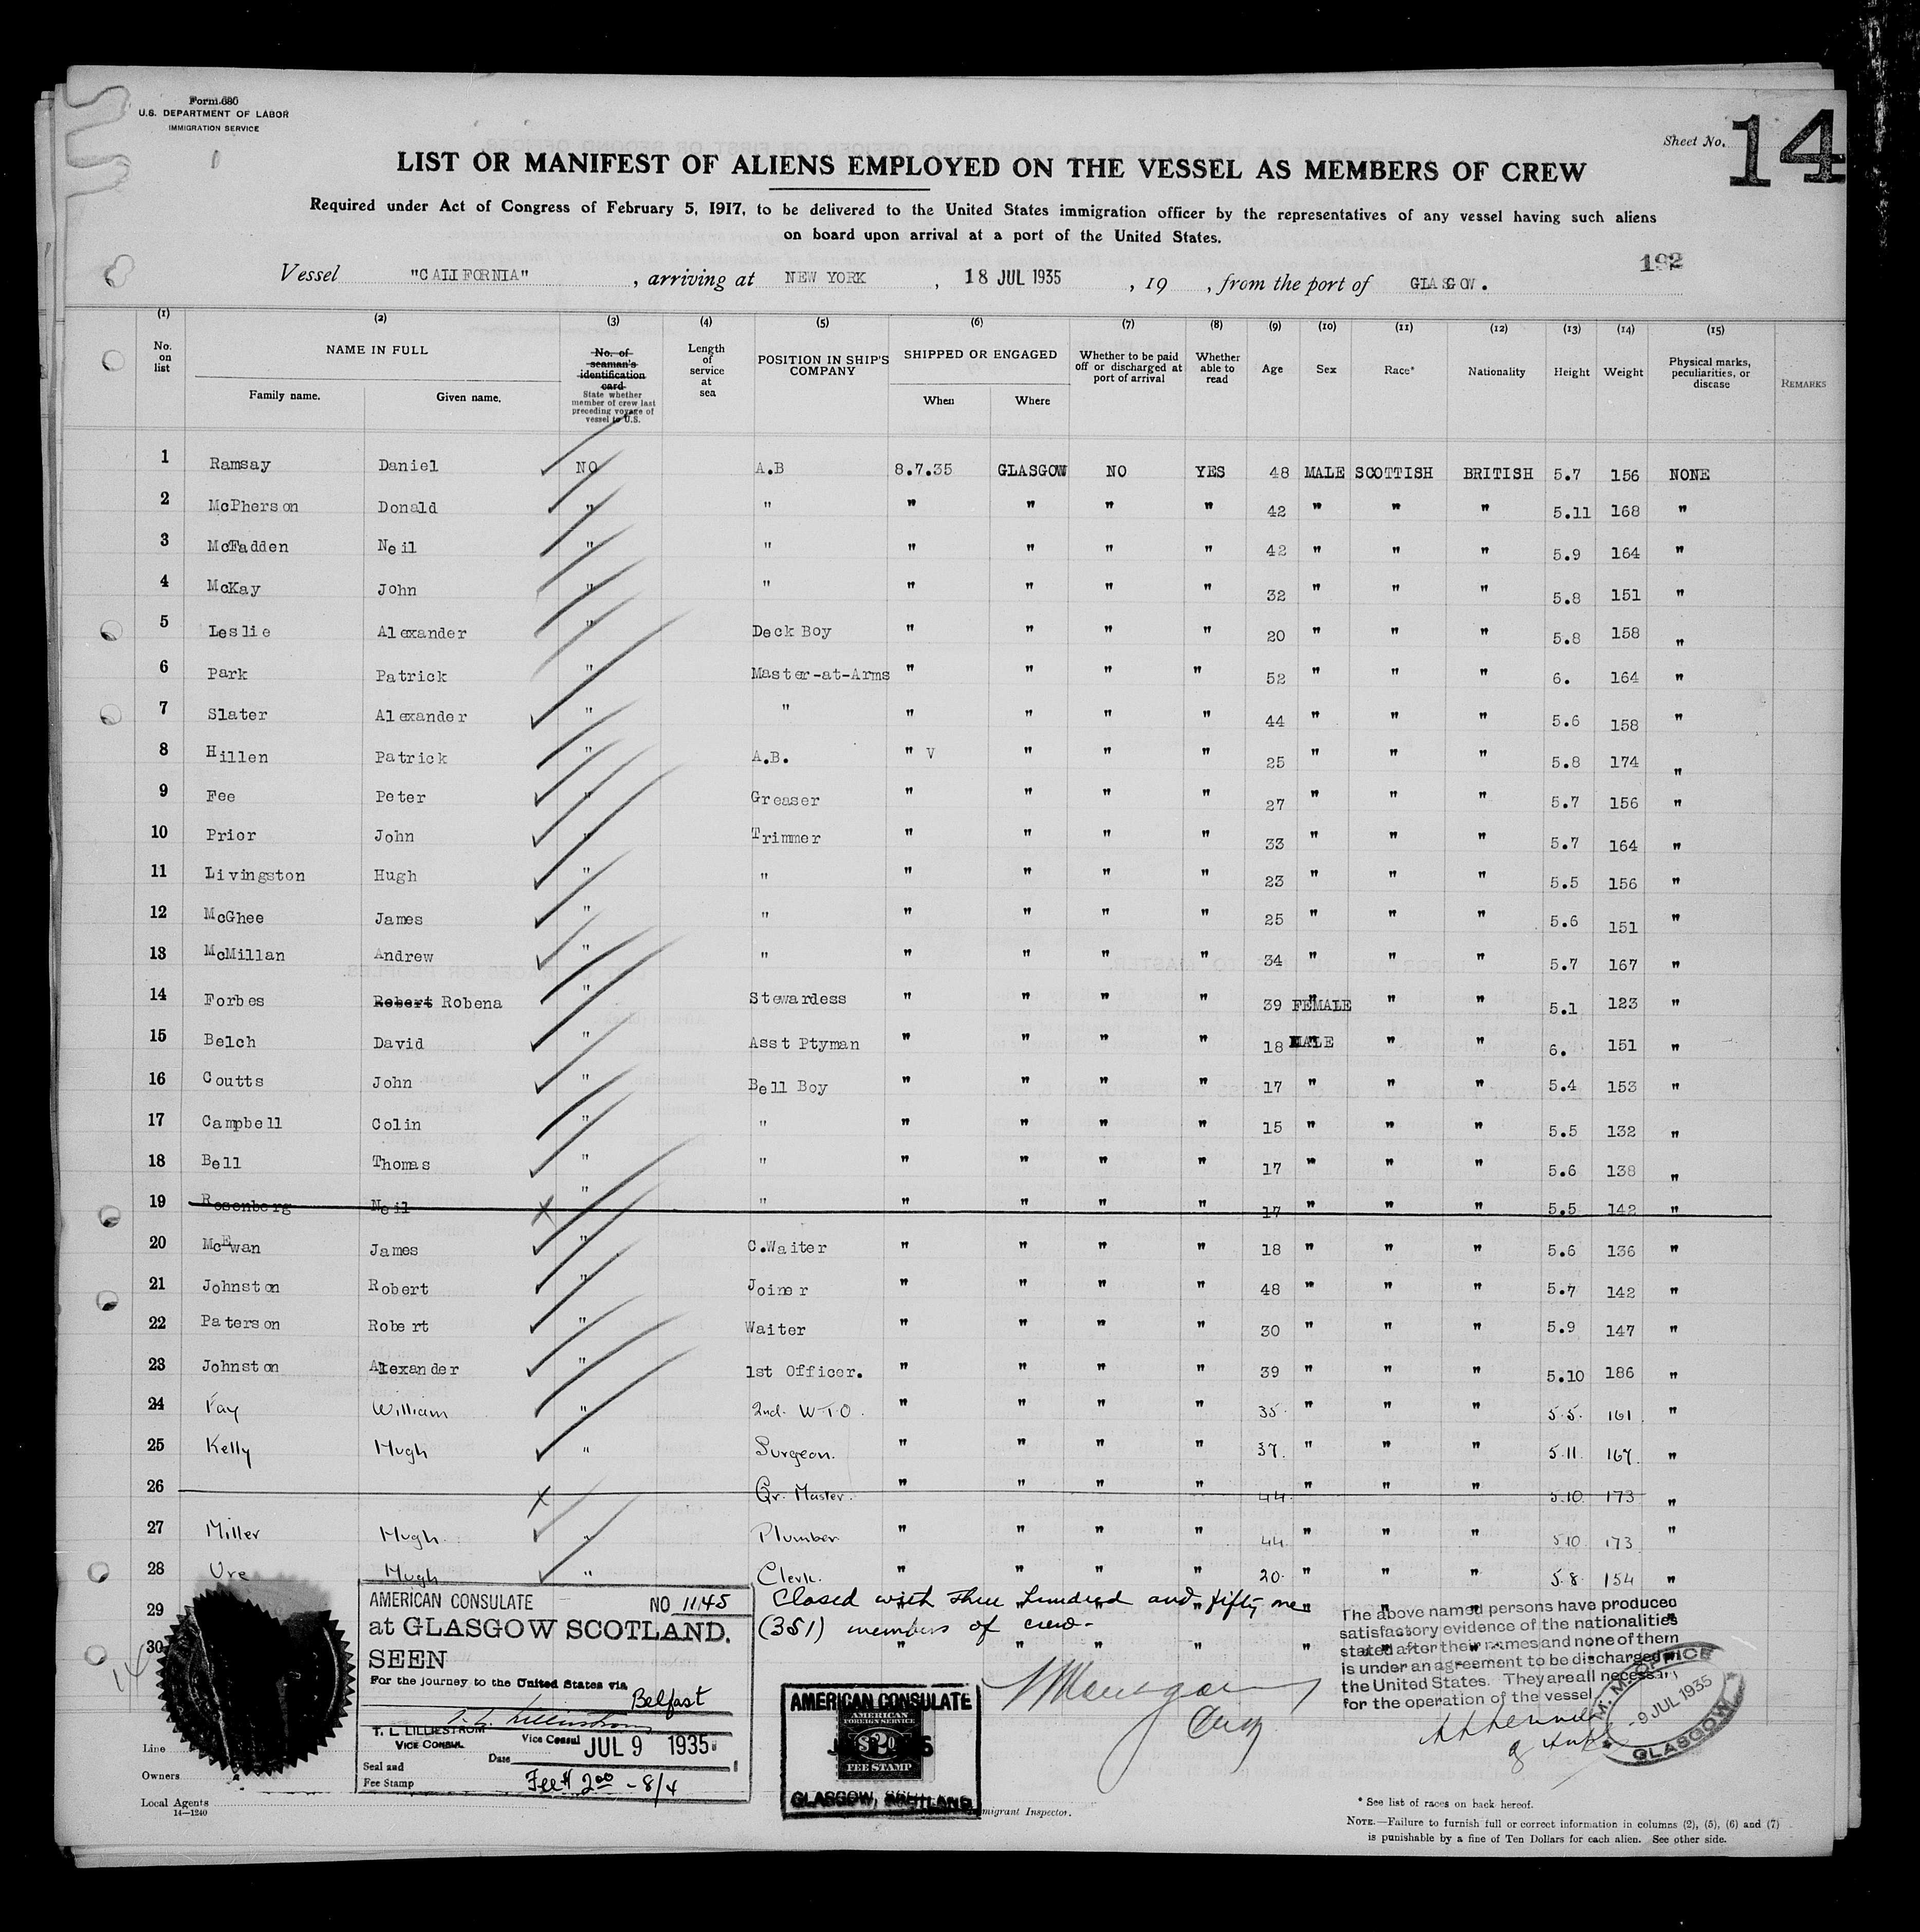 Form 680
U.S. DEPARTMENT OF LABOR
IMMIGRATION SERVICE
Sheet No. 14
LIST OR MANIFEST OF ALIENS EMPLOYED ON THE VESSEL AS MEMBERS OF CREW
Required under Act of Congress of February 5, 1917, to be delivered to the United States immigration officer by the representatives of any vessel having such aliens
on board upon arrival at a port of the United States.
192
Vessel "CALIFORNIA" , arriving at NEW YORK , 18 JUL 1935 , 19 , from the port of GLASGOW.
(1) (2) (3) (4) (5) (6) (7) (8) (9) (10) (11) (12) (13) (14) (15)
No. on list NAME IN FULL Family name. Given name. No. of seaman's identification card State whether member of crew last preceding voyage of vessel to U.S. Length of service at sea POSITION IN SHIP'S COMPANY SHIPPED OR ENGAGED When Where Whether to be paid off or discharged at port of arrival Whether able to read Age Sex Race* Nationality Height Weight Physical marks, peculiarities, or disease REMARKS
1 Ramsay Daniel NO A.B 8.7.35 GLASGOW NO YES 48 MALE SCOTTISH BRITISH 5.7 156 NONE
2 McPherson Donald " " " " " " 42 " " " 5.11 168 "
3 McFadden Neil " " " " " " 42 " " " 5.9 164 "
4 McKay John " " " " " " 32 " " " 5.8 151 "
5 Leslie Alexander " Deck Boy " " " " 20 " " " 5.8 158 "
6 Park Patrick " Master-at-Arms " " " " 52 " " " 6. 164 "
7 Slater Alexander " " " " " " 44 " " " 5.6 158 "
8 Hillen Patrick " A.B. " V " " " 25 " " " 5.8 174 "
9 Fee Peter " Greaser " " " " 27 " " " 5.7 156 "
10 Prior John " Trimmer " " " " 33 " " " 5.7 164 "
11 Livingston Hugh " " " " " " 23 " " " 5.5 156 "
12 McGhee James " " " " " " 25 " " " 5.6 151 "
13 McMillan Andrew " " " " " " 34 " " " 5.7 167 "
14 Forbes Robert Robena " Stewardess " " " " 39 FEMALE " " 5.1 123 "
15 Belch David " Asst Ptyman " " " " 18 MALE " " 6. 151 "
16 Coutts John " Bell Boy " " " " 17 " " " 5.4 153 "
17 Campbell Colin " " " " " " 15 " " " 5.5 132 "
18 Bell Thomas " " " " " " 17 " " " 5.6 138 "
19 Rosenberg Neil X " " " " " " 17 " " " 5.5 142 "
20 McEwan James " C.Waiter " " " " 18 " " " 5.6 136 "
21 Johnston Robert " Joiner " " " " 48 " " " 5.7 142 "
22 Paterson Robert " Waiter " " " " 30 " " " 5.9 147 "
23 Johnston Alexander " 1st Officer. " " " " 39 " " " 5.10 186 "
24 Fay William " 2nd. W.T.O. " " " " 35. " " " 5.5. 161 "
25 Kelly Hugh " Surgeon. " " " " 37. " " " 5.11. 167. "
26 X Qr. Master. " " " " 44. " " " 5.10. 173 "
27 Miller Hugh. " Plumber " " " " 44 " " " 5.10. 173 "
28 Ure Hugh " Clerk. " " " " 20. " " " 5.8. 154 "
29
30
Closed with three hundred and fifty one
(351) members of crew.
AMERICAN CONSULATE NO 1145
at GLASGOW SCOTLAND.
SEEN
For the journey to the United States via
Belfast
T. L. LILLIESTROM
VICE CONSUL
Vice Consul
Date JUL 9 1935
Seal and
Fee Stamp
Fee $ 2.00 - 8/4
AMERICAN CONSULATE
AMERICAN
FOREIGN SERVICE
$2.0
FEE STAMP
GLASGOW, SCOTLAND
The above named persons have produced
satisfactory evidence of the nationalities
stated after their names and none of them
is under an agreement to be discharged in
the United States. They are all necessary
for the operation of the vessel
M. M. OFFICE
-9 JUL 1935
GLASGOW
14
Line
Owners
Local Agents
14—1240
Immigrant Inspector.
* See list of races on back hereof.
NOTE.—Failure to furnish full or correct information in columns (2), (5), (6) and (7)
is punishable by a fine of Ten Dollars for each alien. See other side.